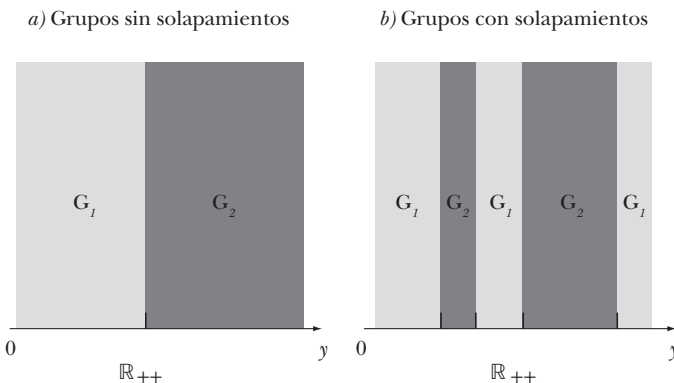 a) Grupos sin solapamientos
G1 G2
0 y
ℝ++
b) Grupos con solapamientos
G1 G2 G1 G2 G1
0 y
ℝ++